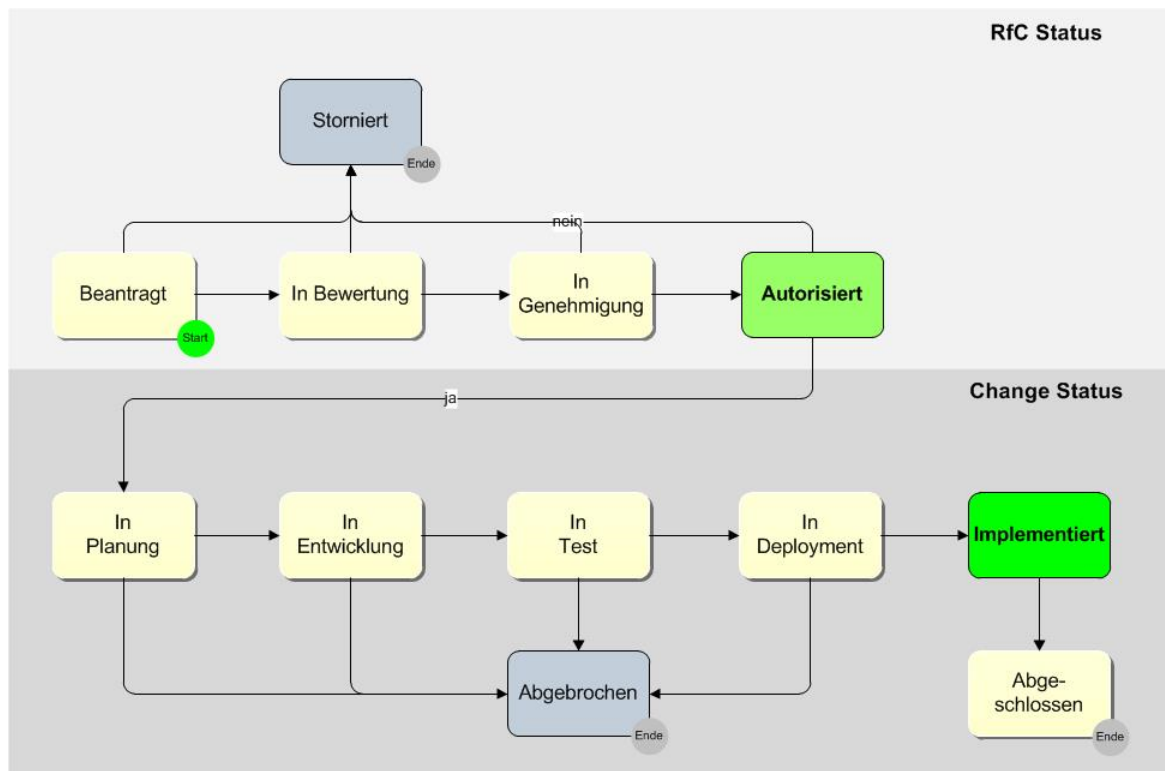 RfC Status
Storniert
Ende
nein
Beantragt
Start
In Bewertung
In
Genehmigung
Autorisiert
ja
Change Status
In
Planung
In
Entwicklung
In
Test
In
Deployment
Implementiert
Abgebrochen
Ende
Abge-
schlossen
Ende